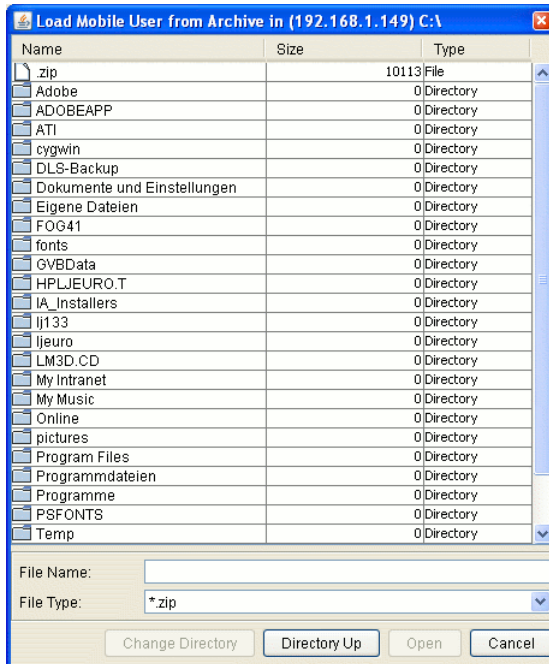 Load Mobile User from Archive in (192.168.1.149) C:\
Name Size Type
.zip 10113 File
Adobe 0 Directory
ADOBEAPP 0 Directory
ATI 0 Directory
cygwin 0 Directory
DLS-Backup 0 Directory
Dokumente und Einstellungen 0 Directory
Eigene Dateien 0 Directory
FOG41 0 Directory
fonts 0 Directory
GVBData 0 Directory
HPLJEURO.T 0 Directory
IA_Installers 0 Directory
lj133 0 Directory
ljeuro 0 Directory
LM3D.CD 0 Directory
My Intranet 0 Directory
My Music 0 Directory
Online 0 Directory
pictures 0 Directory
Program Files 0 Directory
Programmdateien 0 Directory
Programme 0 Directory
PSFONTS 0 Directory
Temp 0 Directory
File Name:
File Type: *.zip
Change Directory Directory Up Open Cancel